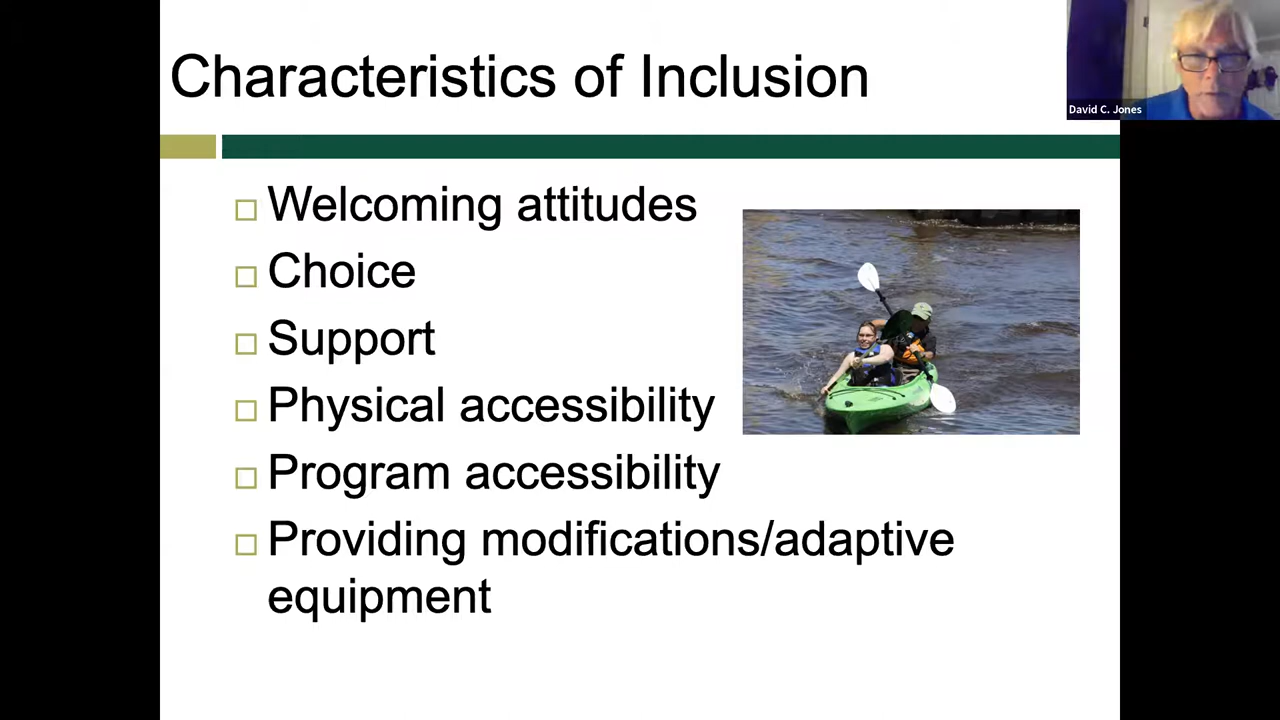 Characteristics of Inclusion
David C. Jones
Welcoming attitudes
Choice
Support
Physical accessibility
Program accessibility
Providing modifications/adaptive
equipment